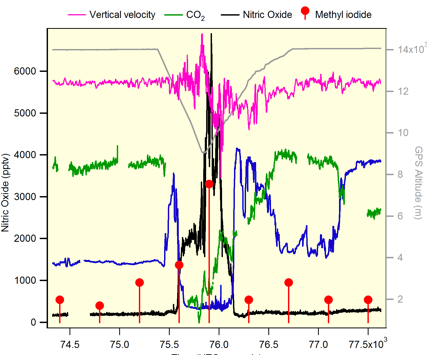 Vertical velocity CO2 Nitric Oxide Methyl iodide
Nitric Oxide (pptv)
6000
5000
4000
3000
2000
1000
0
14x10³
12
10
8
6
4
2
GPS Altitude (m)
74.5 75.0 75.5 76.0 76.5 77.0 77.5x10³